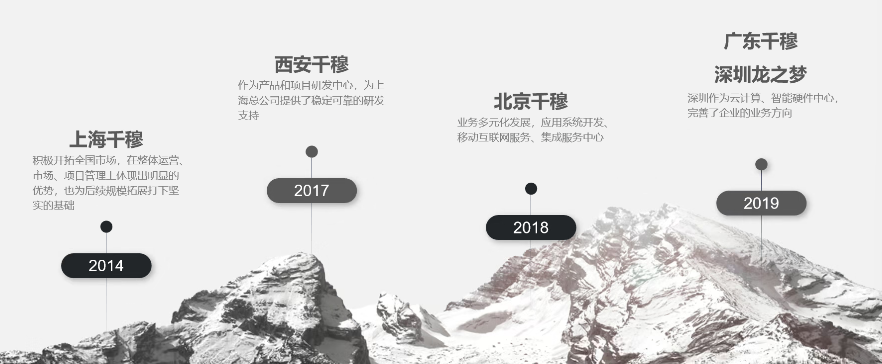 上海千穆
积极开拓全国市场，在整体运营、
市场、项目管理上体现出明显的
优势，也为后续规模拓展打下坚
实的基础
2014
西安千穆
作为产品和项目研发中心，为上
海总公司提供了稳定可靠的研发
支持
2017
北京千穆
业务多元化发展，应用系统开发、
移动互联网服务、集成服务中心
2018
广东千穆
深圳龙之梦
深圳作为云计算、智能硬件中心，
完善了企业的业务方向
2019